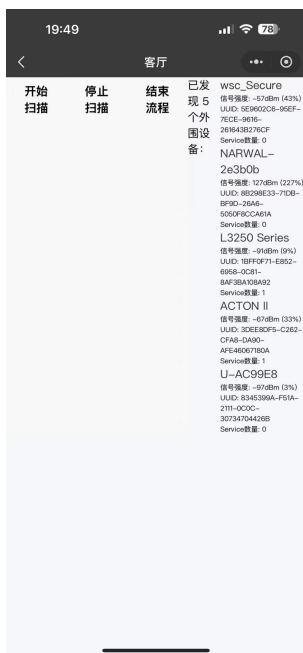 19:49
78
客厅
开始
扫描
停止
扫描
结束
流程
已发
现 5
个外
围设
备：
wsc_Secure
信号强度: -57dBm (43%)
UUID: 5E9602C6-95EF-
7ECE-9616-
261643B276CF
Service数量: 0
NARWAL-
2e3b0b
信号强度: 127dBm (227%)
UUID: 8B298E33-71DB-
BF9D-26A6-
5050F8CCA61A
Service数量: 0
L3250 Series
信号强度: -91dBm (9%)
UUID: 1BFF0F71-E852-
6958-0C81-
8AF3BA108A92
Service数量: 1
ACTON II
信号强度: -67dBm (33%)
UUID: 3DEE8DF5-C262-
CFA8-DA90-
AFE46067180A
Service数量: 1
U-AC99E8
信号强度: -97dBm (3%)
UUID: 8345399A-F51A-
2111-0C0C-
30734704426B
Service数量: 0